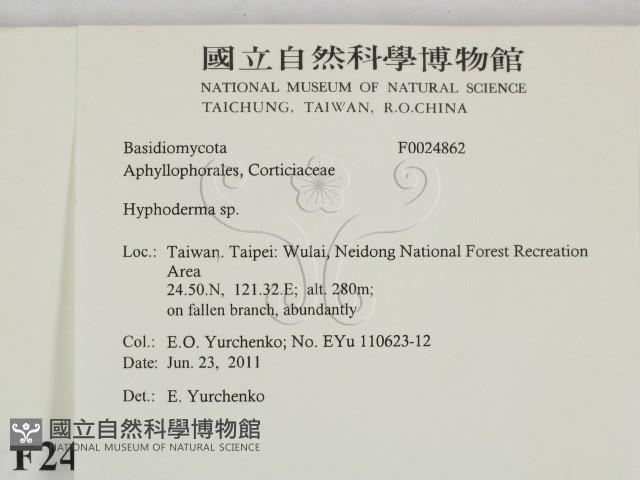 國立自然科學博物館
NATIONAL MUSEUM OF NATURAL SCIENCE
TAICHUNG, TAIWAN, R.O.CHINA
Basidiomycota F0024862
Aphyllophorales, Corticiaceae
Hyphoderma sp.
Loc.: Taiwan. Taipei: Wulai, Neidong National Forest Recreation
Area
24.50.N, 121.32.E; alt. 280m;
on fallen branch, abundantly
Col.: E.O. Yurchenko; No. EYu 110623-12
Date: Jun. 23, 2011
Det.: E. Yurchenko
國立自然科學博物館
NATIONAL MUSEUM OF NATURAL SCIENCE
F24